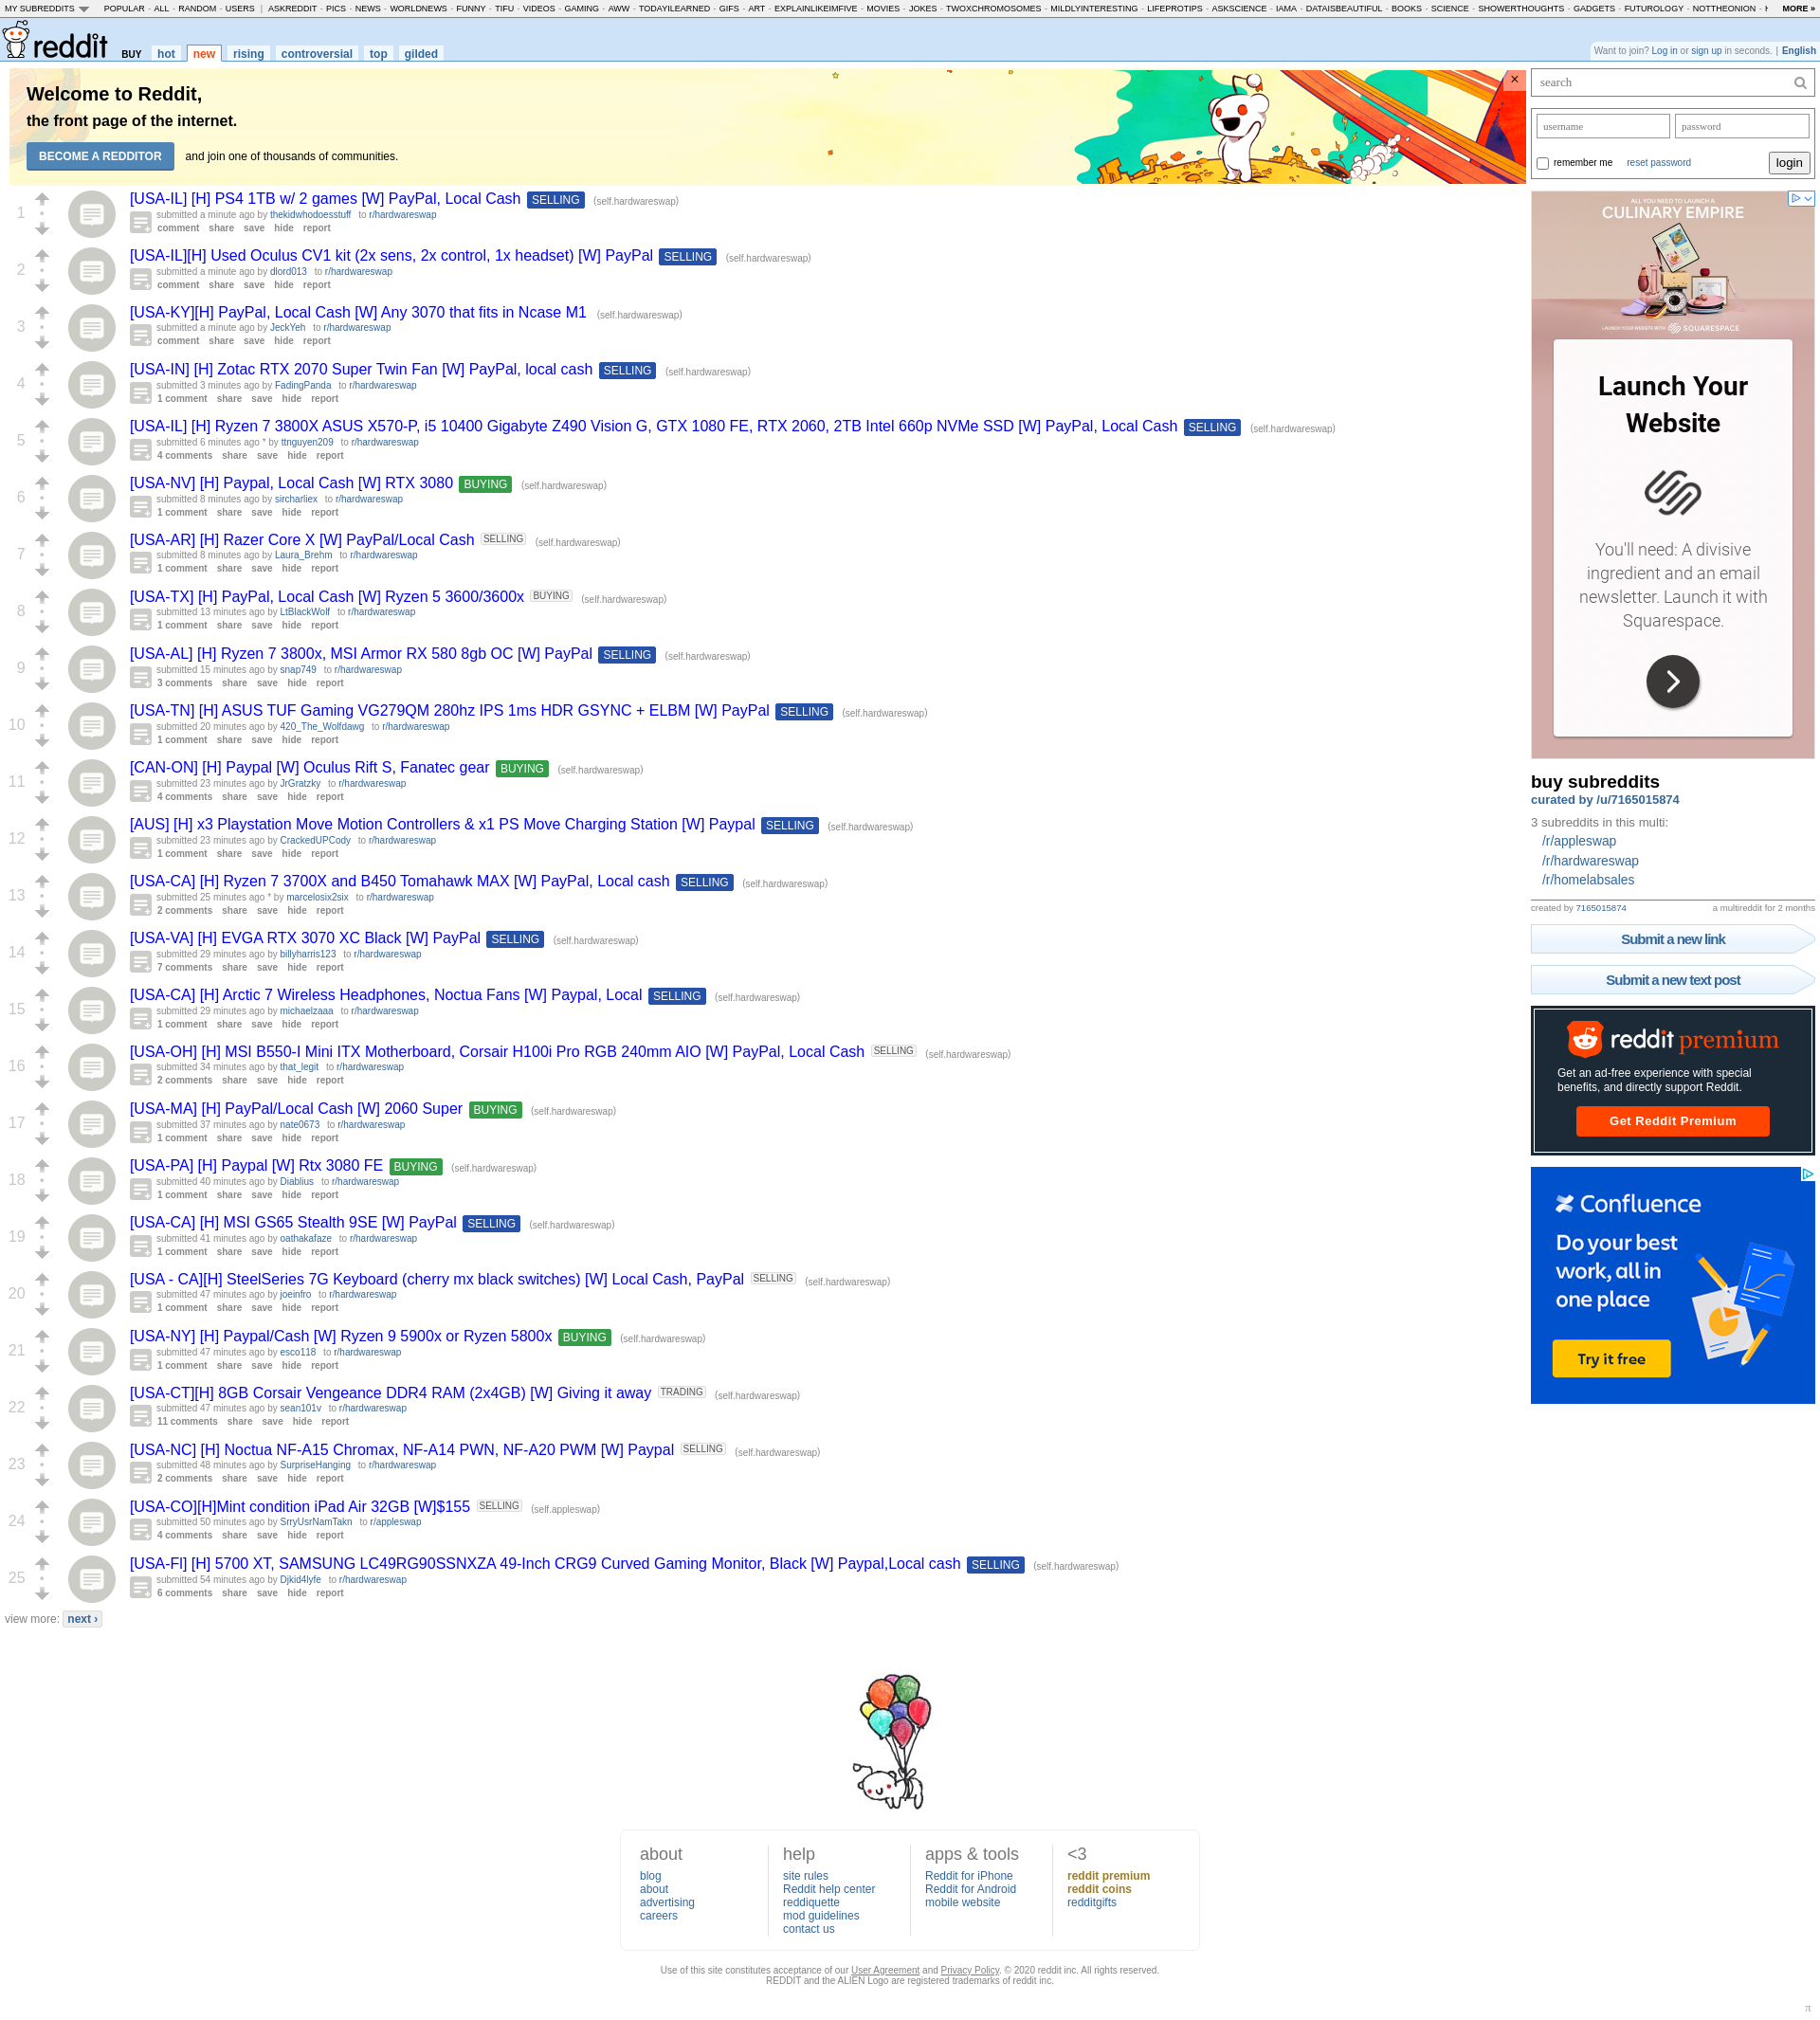 MY SUBREDDITS POPULAR - ALL - RANDOM - USERS | ASKREDDIT - PICS - NEWS - WORLDNEWS - FUNNY - TIFU - VIDEOS - GAMING - AWW - TODAYILEARNED - GIFS - ART - EXPLAINLIKEIMFIVE - MOVIES - JOKES - TWOXCHROMOSOMES - MILDLYINTERESTING - LIFEPROTIPS - ASKSCIENCE - IAMA - DATAISBEAUTIFUL - BOOKS - SCIENCE - SHOWERTHOUGHTS - GADGETS - FUTUROLOGY - NOTTHEONION - MORE »
reddit BUY hot new rising controversial top gilded
Want to join? Log in or sign up in seconds. | English
Welcome to Reddit,
the front page of the internet.
BECOME A REDDITOR and join one of thousands of communities.
×
1
[USA-IL] [H] PS4 1TB w/ 2 games [W] PayPal, Local Cash SELLING (self.hardwareswap)
submitted a minute ago by thekidwhodoesstuff to r/hardwareswap
comment share save hide report
2
[USA-IL][H] Used Oculus CV1 kit (2x sens, 2x control, 1x headset) [W] PayPal SELLING (self.hardwareswap)
submitted a minute ago by dlord013 to r/hardwareswap
comment share save hide report
3
[USA-KY][H] PayPal, Local Cash [W] Any 3070 that fits in Ncase M1 (self.hardwareswap)
submitted a minute ago by JeckYeh to r/hardwareswap
comment share save hide report
4
[USA-IN] [H] Zotac RTX 2070 Super Twin Fan [W] PayPal, local cash SELLING (self.hardwareswap)
submitted 3 minutes ago by FadingPanda to r/hardwareswap
1 comment share save hide report
5
[USA-IL] [H] Ryzen 7 3800X ASUS X570-P, i5 10400 Gigabyte Z490 Vision G, GTX 1080 FE, RTX 2060, 2TB Intel 660p NVMe SSD [W] PayPal, Local Cash SELLING (self.hardwareswap)
submitted 6 minutes ago * by ttnguyen209 to r/hardwareswap
4 comments share save hide report
6
[USA-NV] [H] Paypal, Local Cash [W] RTX 3080 BUYING (self.hardwareswap)
submitted 8 minutes ago by sircharliex to r/hardwareswap
1 comment share save hide report
7
[USA-AR] [H] Razer Core X [W] PayPal/Local Cash SELLING (self.hardwareswap)
submitted 8 minutes ago by Laura_Brehm to r/hardwareswap
1 comment share save hide report
8
[USA-TX] [H] PayPal, Local Cash [W] Ryzen 5 3600/3600x BUYING (self.hardwareswap)
submitted 13 minutes ago by LtBlackWolf to r/hardwareswap
1 comment share save hide report
9
[USA-AL] [H] Ryzen 7 3800x, MSI Armor RX 580 8gb OC [W] PayPal SELLING (self.hardwareswap)
submitted 15 minutes ago by snap749 to r/hardwareswap
3 comments share save hide report
10
[USA-TN] [H] ASUS TUF Gaming VG279QM 280hz IPS 1ms HDR GSYNC + ELBM [W] PayPal SELLING (self.hardwareswap)
submitted 20 minutes ago by 420_The_Wolfdawg to r/hardwareswap
1 comment share save hide report
11
[CAN-ON] [H] Paypal [W] Oculus Rift S, Fanatec gear BUYING (self.hardwareswap)
submitted 23 minutes ago by JrGratzky to r/hardwareswap
4 comments share save hide report
12
[AUS] [H] x3 Playstation Move Motion Controllers & x1 PS Move Charging Station [W] Paypal SELLING (self.hardwareswap)
submitted 23 minutes ago by CrackedUPCody to r/hardwareswap
1 comment share save hide report
13
[USA-CA] [H] Ryzen 7 3700X and B450 Tomahawk MAX [W] PayPal, Local cash SELLING (self.hardwareswap)
submitted 25 minutes ago * by marcelosix2six to r/hardwareswap
2 comments share save hide report
14
[USA-VA] [H] EVGA RTX 3070 XC Black [W] PayPal SELLING (self.hardwareswap)
submitted 29 minutes ago by billyharris123 to r/hardwareswap
7 comments share save hide report
15
[USA-CA] [H] Arctic 7 Wireless Headphones, Noctua Fans [W] Paypal, Local SELLING (self.hardwareswap)
submitted 29 minutes ago by michaelzaaa to r/hardwareswap
1 comment share save hide report
16
[USA-OH] [H] MSI B550-I Mini ITX Motherboard, Corsair H100i Pro RGB 240mm AIO [W] PayPal, Local Cash SELLING (self.hardwareswap)
submitted 34 minutes ago by that_legit to r/hardwareswap
2 comments share save hide report
17
[USA-MA] [H] PayPal/Local Cash [W] 2060 Super BUYING (self.hardwareswap)
submitted 37 minutes ago by nate0673 to r/hardwareswap
1 comment share save hide report
18
[USA-PA] [H] Paypal [W] Rtx 3080 FE BUYING (self.hardwareswap)
submitted 40 minutes ago by Diablius to r/hardwareswap
1 comment share save hide report
19
[USA-CA] [H] MSI GS65 Stealth 9SE [W] PayPal SELLING (self.hardwareswap)
submitted 41 minutes ago by oathakafaze to r/hardwareswap
1 comment share save hide report
20
[USA - CA][H] SteelSeries 7G Keyboard (cherry mx black switches) [W] Local Cash, PayPal SELLING (self.hardwareswap)
submitted 47 minutes ago by joeinfro to r/hardwareswap
1 comment share save hide report
21
[USA-NY] [H] Paypal/Cash [W] Ryzen 9 5900x or Ryzen 5800x BUYING (self.hardwareswap)
submitted 47 minutes ago by esco118 to r/hardwareswap
1 comment share save hide report
22
[USA-CT][H] 8GB Corsair Vengeance DDR4 RAM (2x4GB) [W] Giving it away TRADING (self.hardwareswap)
submitted 47 minutes ago by sean101v to r/hardwareswap
11 comments share save hide report
23
[USA-NC] [H] Noctua NF-A15 Chromax, NF-A14 PWN, NF-A20 PWM [W] Paypal SELLING (self.hardwareswap)
submitted 48 minutes ago by SurpriseHanging to r/hardwareswap
2 comments share save hide report
24
[USA-CO][H]Mint condition iPad Air 32GB [W]$155 SELLING (self.appleswap)
submitted 50 minutes ago by SrryUsrNamTakn to r/appleswap
4 comments share save hide report
25
[USA-Fl] [H] 5700 XT, SAMSUNG LC49RG90SSNXZA 49-Inch CRG9 Curved Gaming Monitor, Black [W] Paypal,Local cash SELLING (self.hardwareswap)
submitted 54 minutes ago by Djkid4lyfe to r/hardwareswap
6 comments share save hide report
view more: next ›
search
username password
remember me reset password login
ALL YOU NEED TO LAUNCH A
CULINARY EMPIRE
LAUNCH YOUR WEBSITE WITH SQUARESPACE
Launch Your
Website
You'll need: A divisive
ingredient and an email
newsletter. Launch it with
Squarespace.
buy subreddits
curated by /u/7165015874
3 subreddits in this multi:
/r/appleswap
/r/hardwareswap
/r/homelabsales
created by 7165015874 a multireddit for 2 months
Submit a new link
Submit a new text post
reddit premium
Get an ad-free experience with special
benefits, and directly support Reddit.
Get Reddit Premium
Confluence
Do your best
work, all in
one place
Try it free
about
blog
about
advertising
careers
help
site rules
Reddit help center
reddiquette
mod guidelines
contact us
apps & tools
Reddit for iPhone
Reddit for Android
mobile website
<3
reddit premium
reddit coins
redditgifts
Use of this site constitutes acceptance of our User Agreement and Privacy Policy. © 2020 reddit inc. All rights reserved.
REDDIT and the ALIEN Logo are registered trademarks of reddit inc.
π